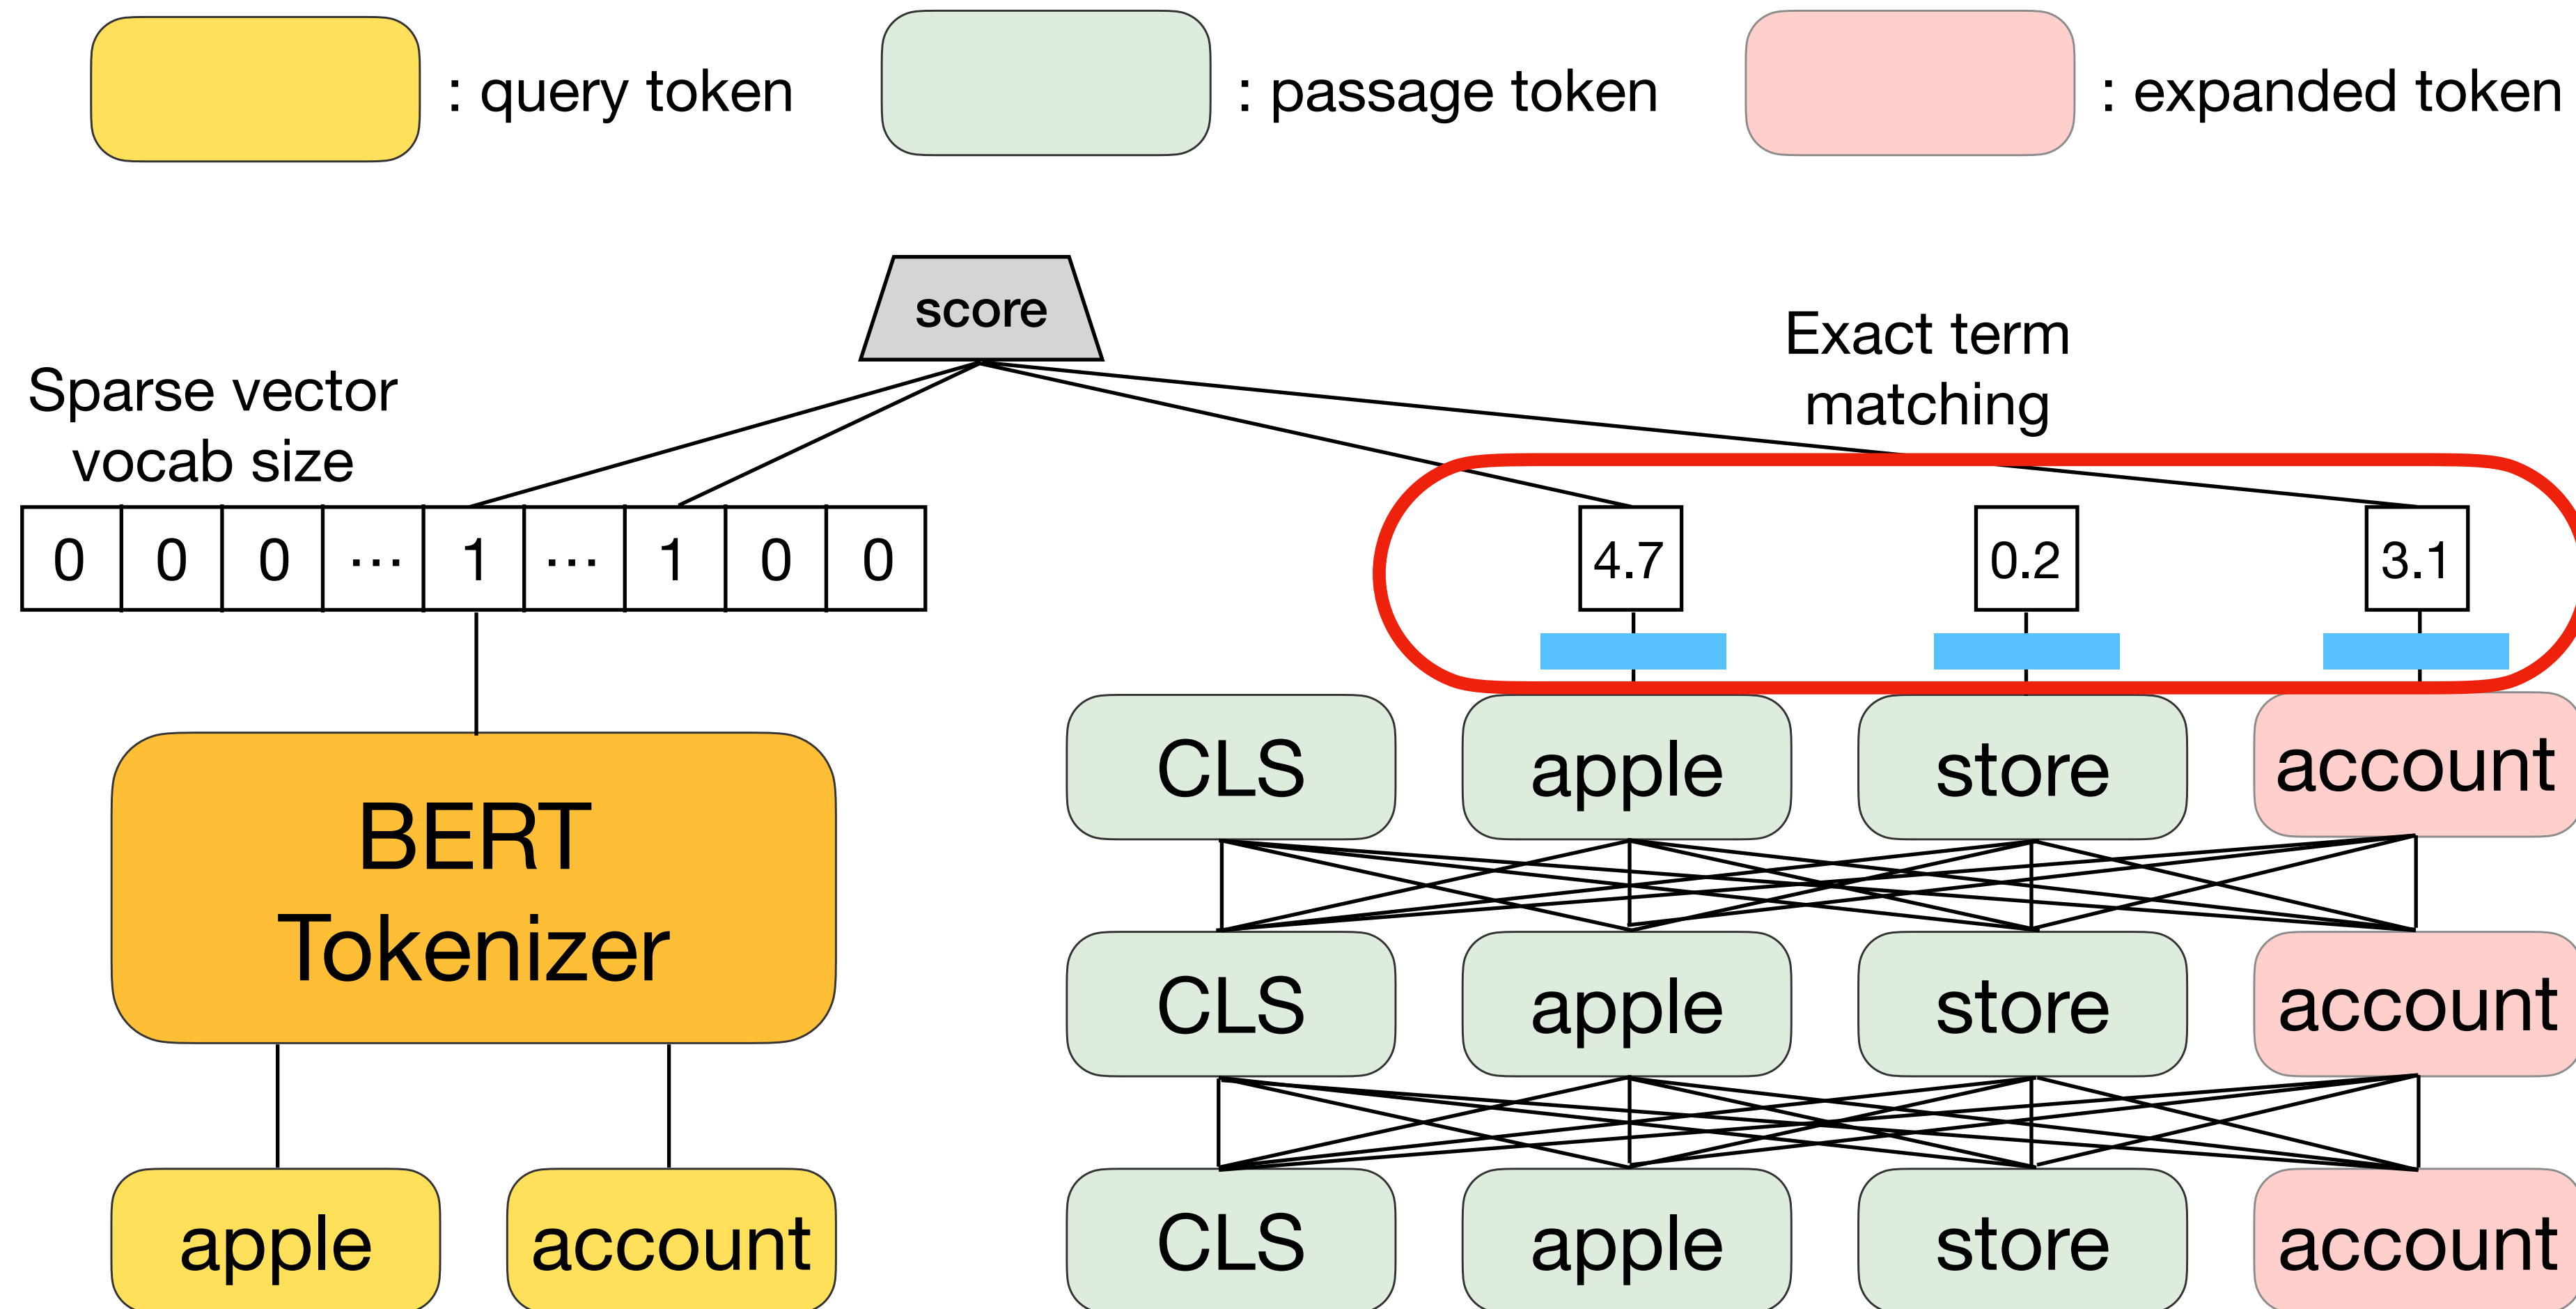 : query token
: passage token
: expanded token
score
Exact term
matching
Sparse vector
vocab size
0 0 0 ... 1 ... 1 0 0
4.7 0.2 3.1
BERT
Tokenizer
CLS apple store account
CLS apple store account
apple account
CLS apple store account